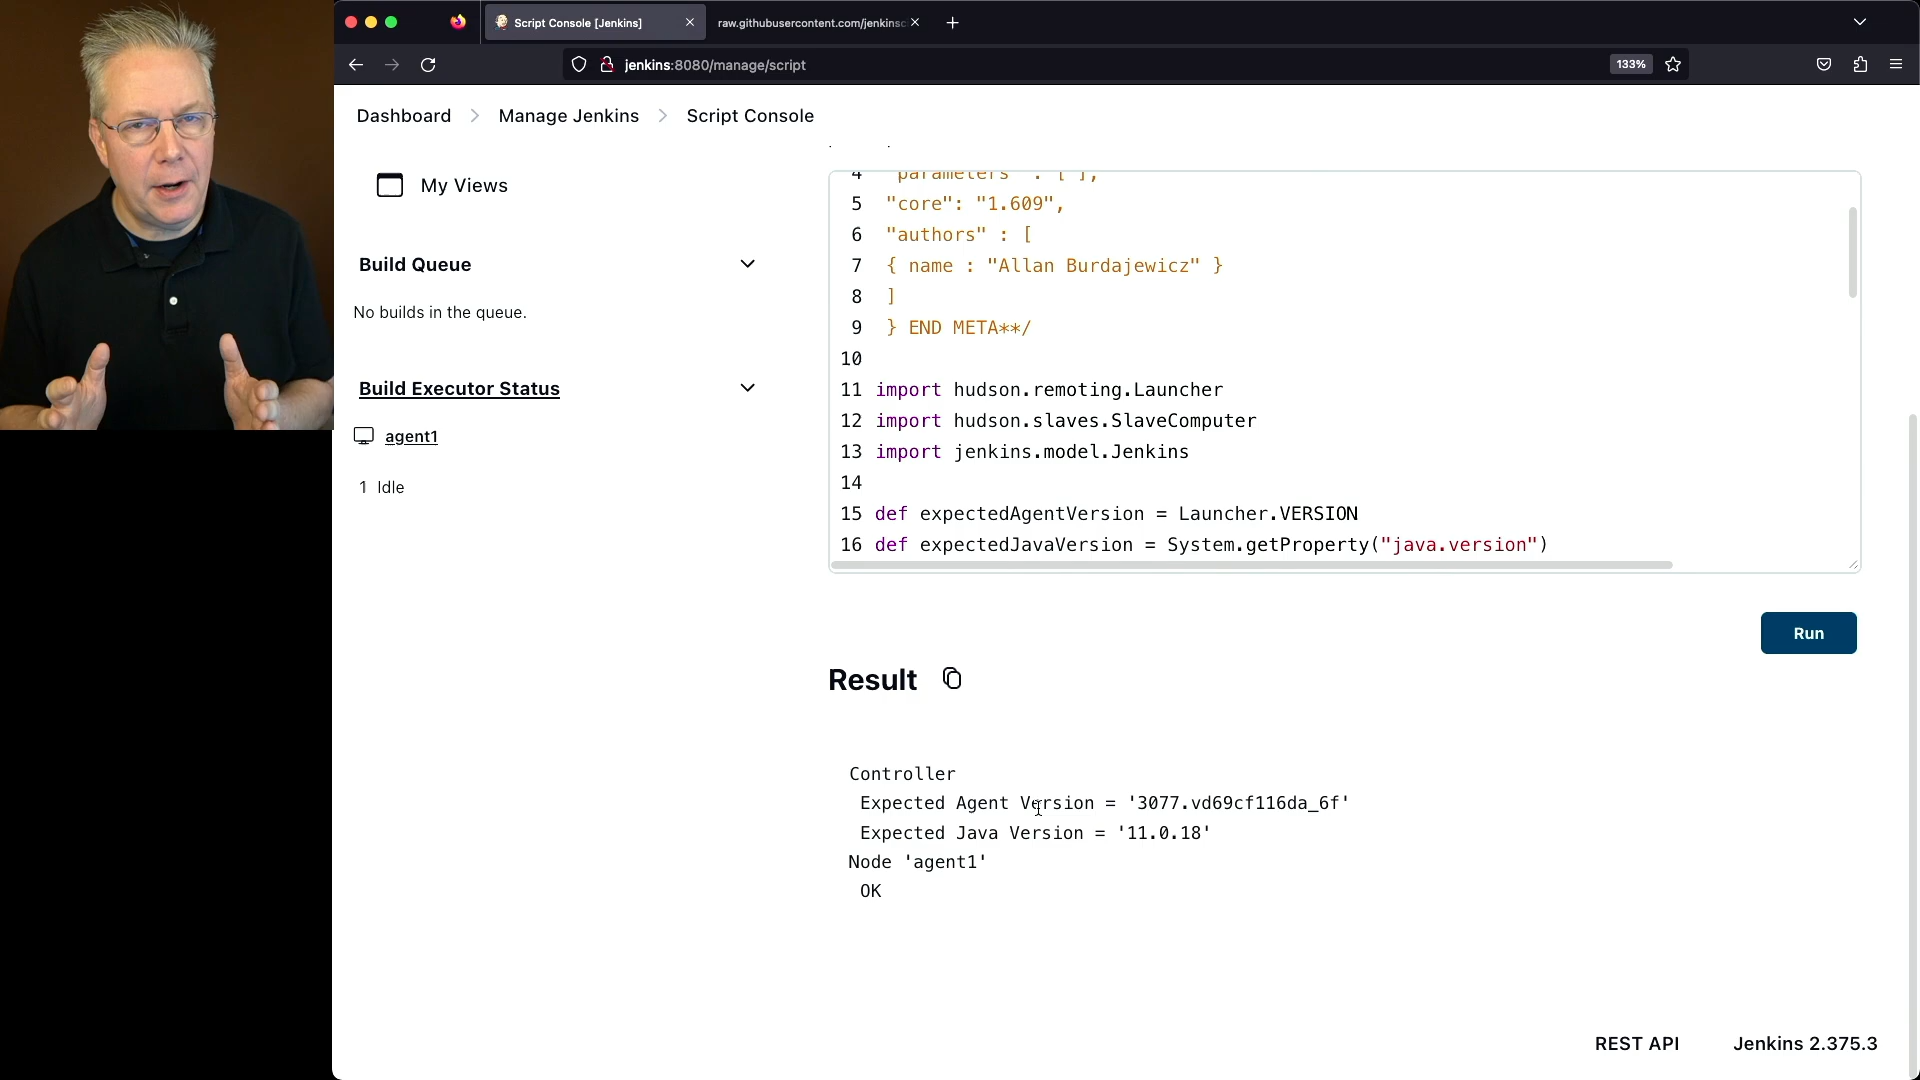 Script Console [Jenkins]
raw.githubusercontent.com/jenkinsc
jenkins:8080/manage/script
133%
Dashboard
Manage Jenkins
Script Console
My Views
Build Queue
No builds in the queue.
Build Executor Status
agent1
1 Idle
4 "parameters" : [ ],
5 "core": "1.609",
6 "authors" : [
7 { name : "Allan Burdajewicz" }
8 ]
9 } END META**/
10
11 import hudson.remoting.Launcher
12 import hudson.slaves.SlaveComputer
13 import jenkins.model.Jenkins
14
15 def expectedAgentVersion = Launcher.VERSION
16 def expectedJavaVersion = System.getProperty("java.version")
Run
Result
Controller
Expected Agent Version = '3077.vd69cf116da_6f'
Expected Java Version = '11.0.18'
Node 'agent1'
OK
REST API
Jenkins 2.375.3